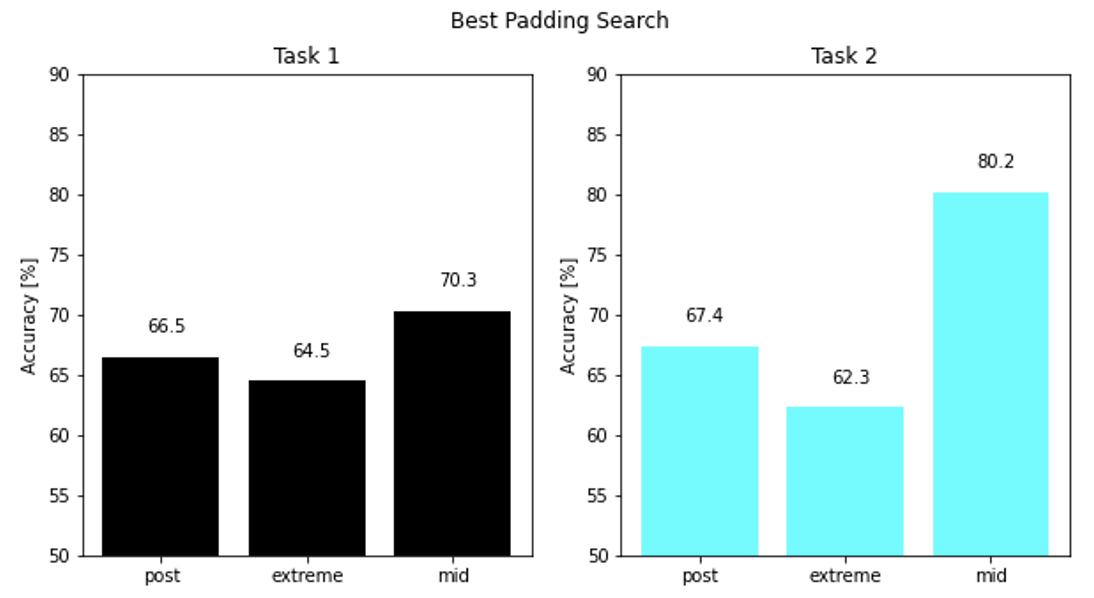 Best Padding Search
Task 1
90
85
80
75
70
65
60
55
50
Accuracy [%]
66.5
64.5
70.3
post
extreme
mid
Task 2
90
85
80
75
70
65
60
55
50
Accuracy [%]
67.4
62.3
80.2
post
extreme
mid